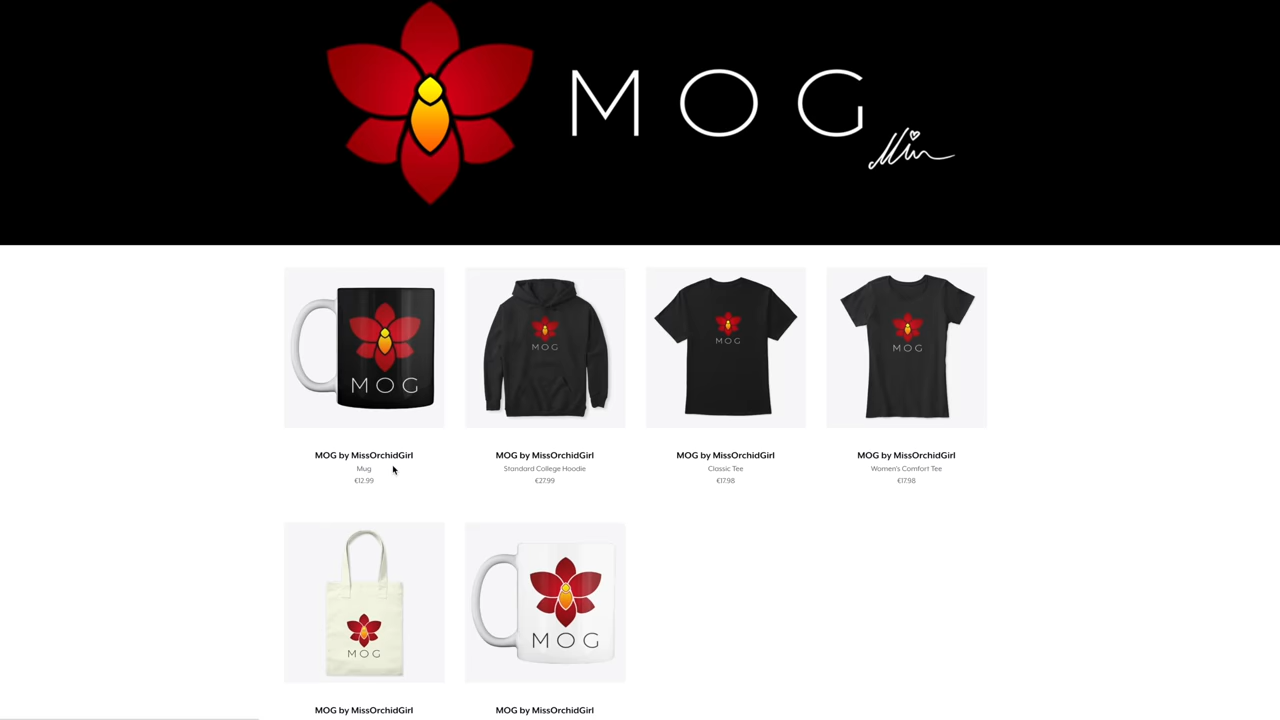 MOG
Min
MOG
MOG
MOG
MOG
MOG by MissOrchidGirl
Mug
€12.99
MOG by MissOrchidGirl
Standard College Hoodie
€27.99
MOG by MissOrchidGirl
Classic Tee
€17.98
MOG by MissOrchidGirl
Women's Comfort Tee
€17.98
MOG
MOG
MOG by MissOrchidGirl
MOG by MissOrchidGirl